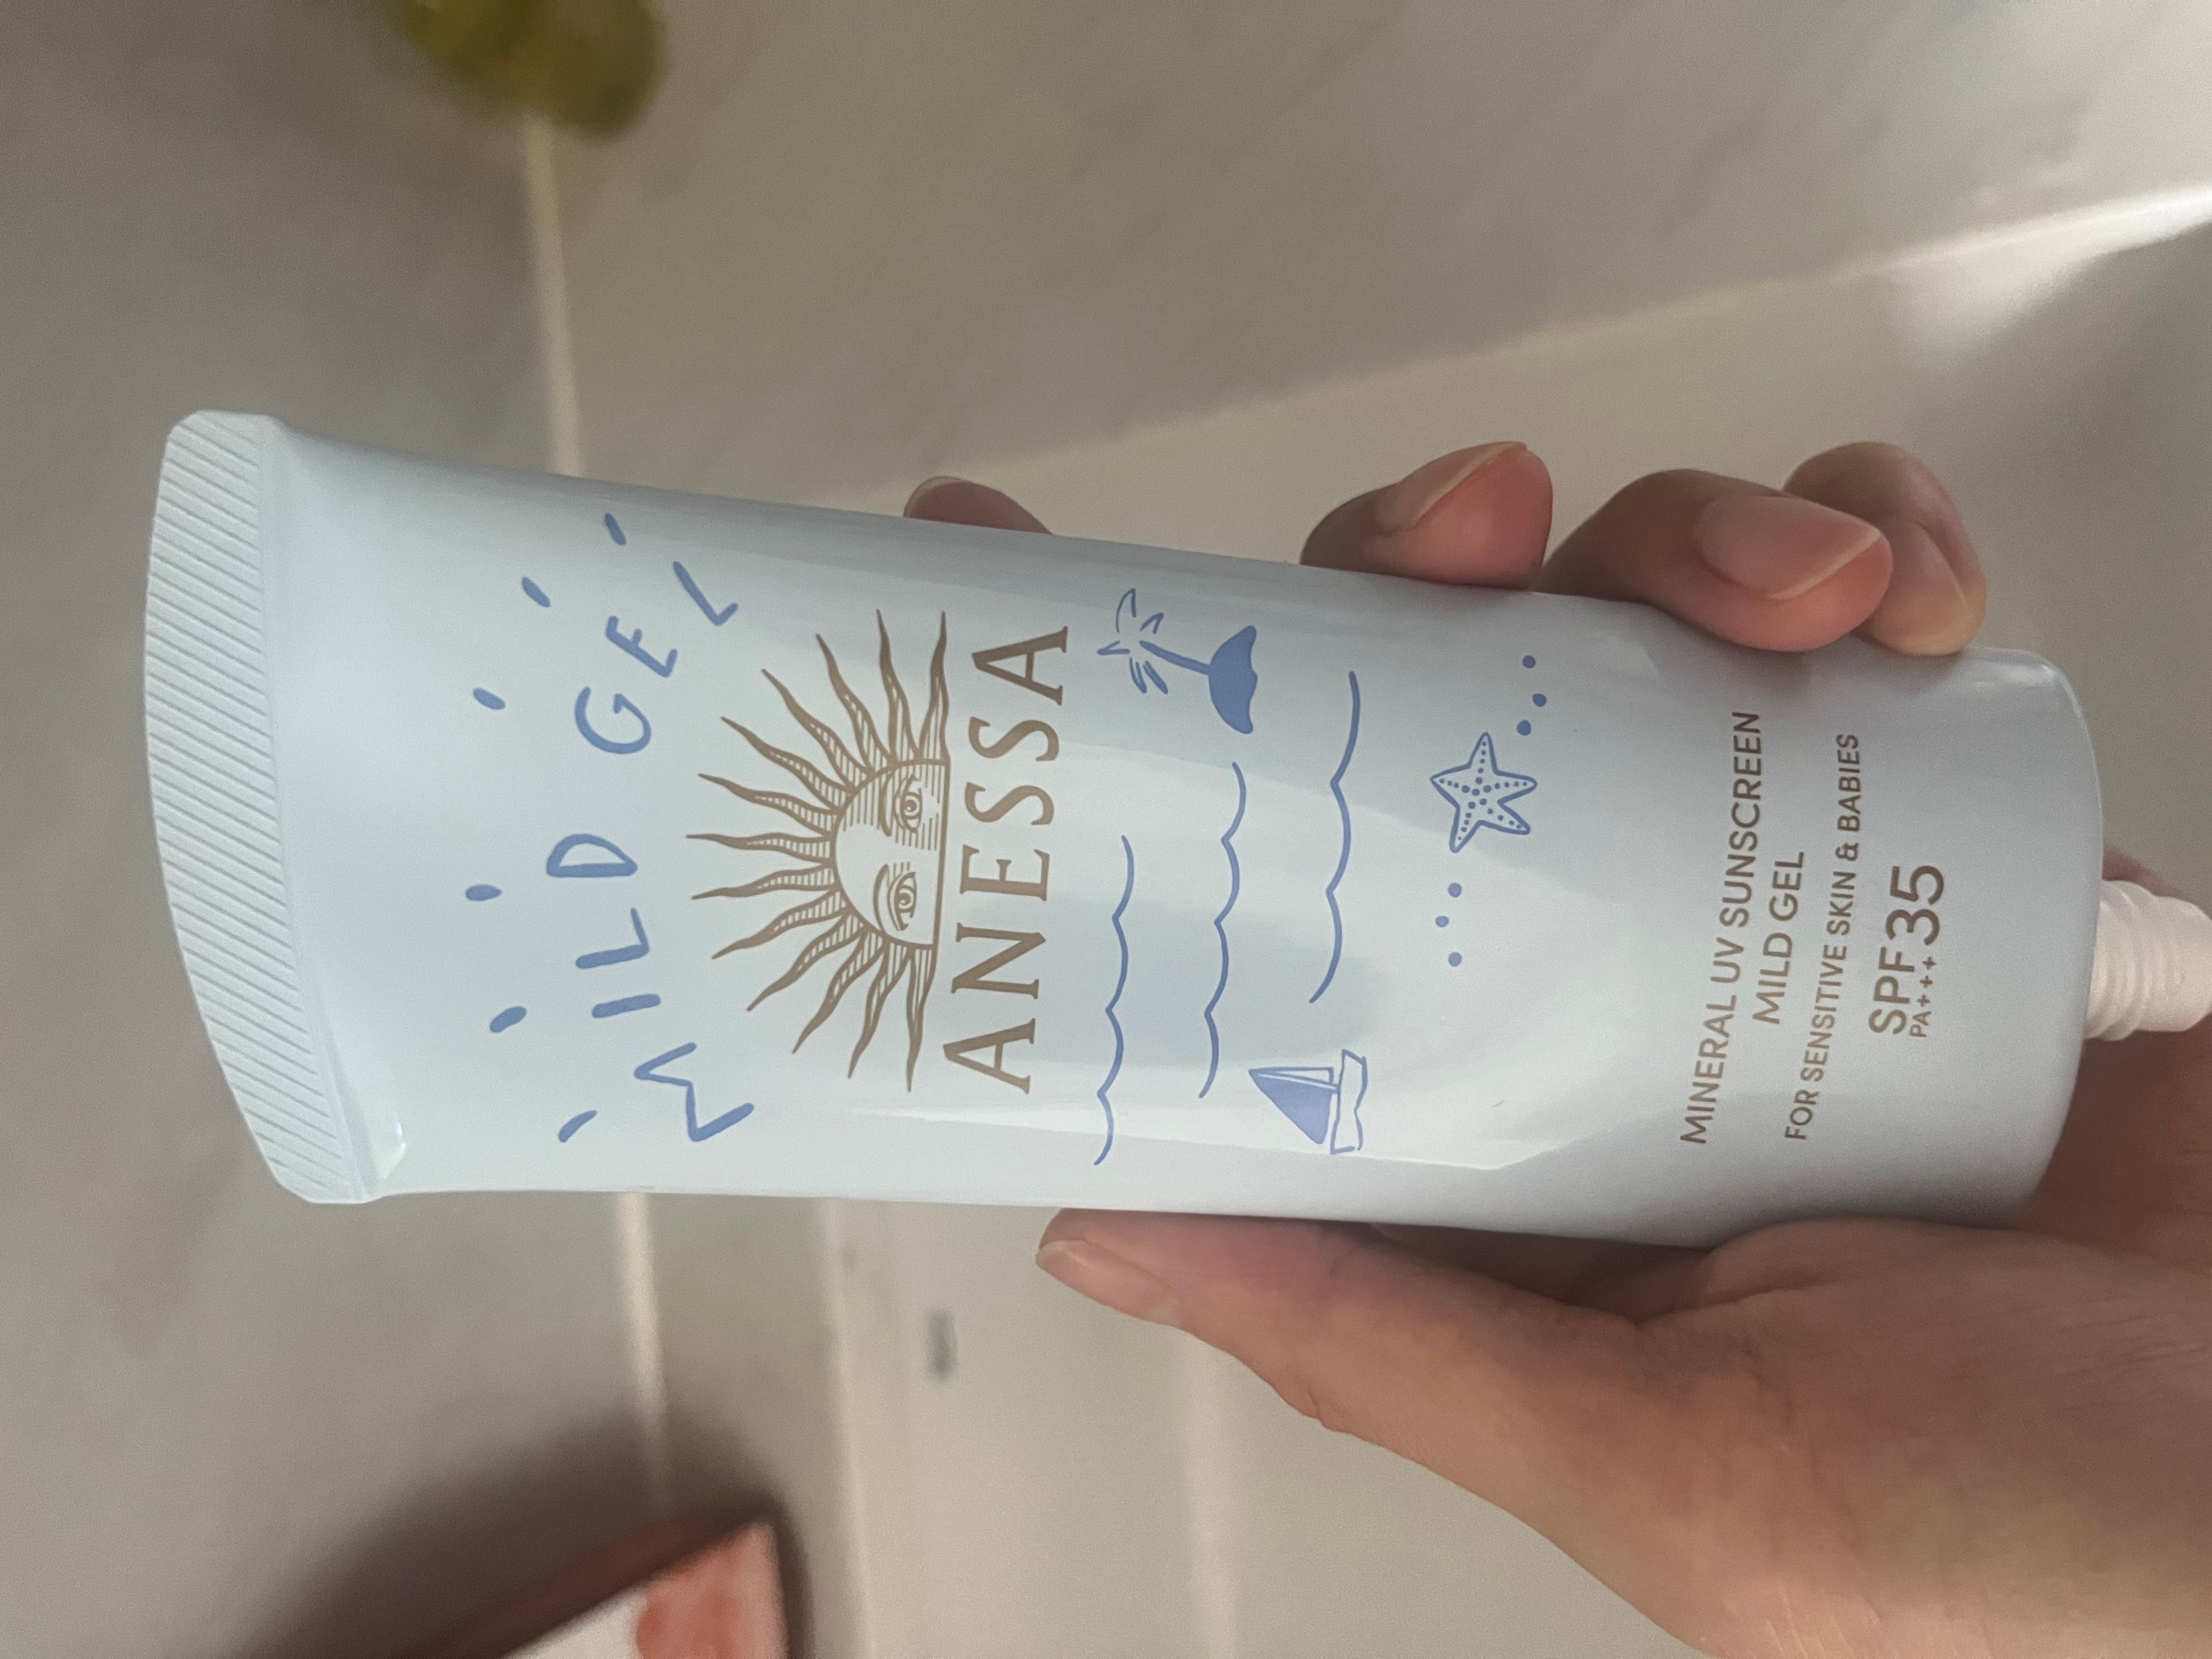 MILD GEL
ANESSA
MINERAL UV SUNSCREEN
MILD GEL
FOR SENSITIVE SKIN & BABIES
SPF35
PA+++